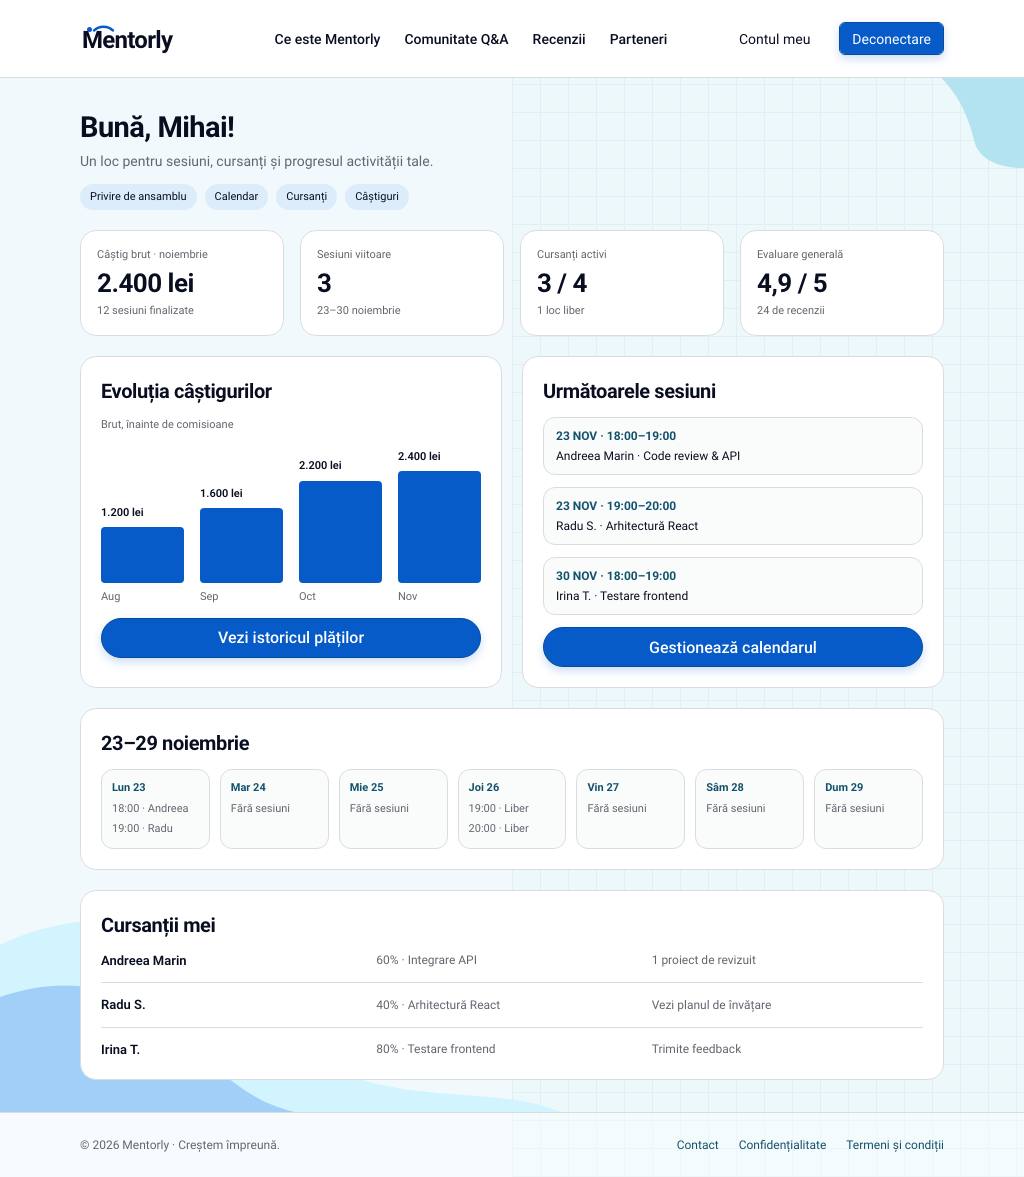 Mentorly
Ce este Mentorly Comunitate Q&A Recenzii Parteneri Contul meu Deconectare
Bună, Mihai!
Un loc pentru sesiuni, cursanți și progresul activității tale.
Privire de ansamblu Calendar Cursanți Câștiguri
Câștig brut · noiembrie
2.400 lei
12 sesiuni finalizate
Sesiuni viitoare
3
23–30 noiembrie
Cursanți activi
3 / 4
1 loc liber
Evaluare generală
4,9 / 5
24 de recenzii
Evoluția câștigurilor
Brut, înainte de comisioane
1.200 lei
1.600 lei
2.200 lei
2.400 lei
Aug Sep Oct Nov
Vezi istoricul plăților
Următoarele sesiuni
23 NOV · 18:00–19:00
Andreea Marin · Code review & API
23 NOV · 19:00–20:00
Radu S. · Arhitectură React
30 NOV · 18:00–19:00
Irina T. · Testare frontend
Gestionează calendarul
23–29 noiembrie
Lun 23
18:00 · Andreea
19:00 · Radu
Mar 24
Fără sesiuni
Mie 25
Fără sesiuni
Joi 26
19:00 · Liber
20:00 · Liber
Vin 27
Fără sesiuni
Sâm 28
Fără sesiuni
Dum 29
Fără sesiuni
Cursanții mei
Andreea Marin 60% · Integrare API 1 proiect de revizuit
Radu S. 40% · Arhitectură React Vezi planul de învățare
Irina T. 80% · Testare frontend Trimite feedback
© 2026 Mentorly · Creștem împreună. Contact Confidențialitate Termeni și condiții